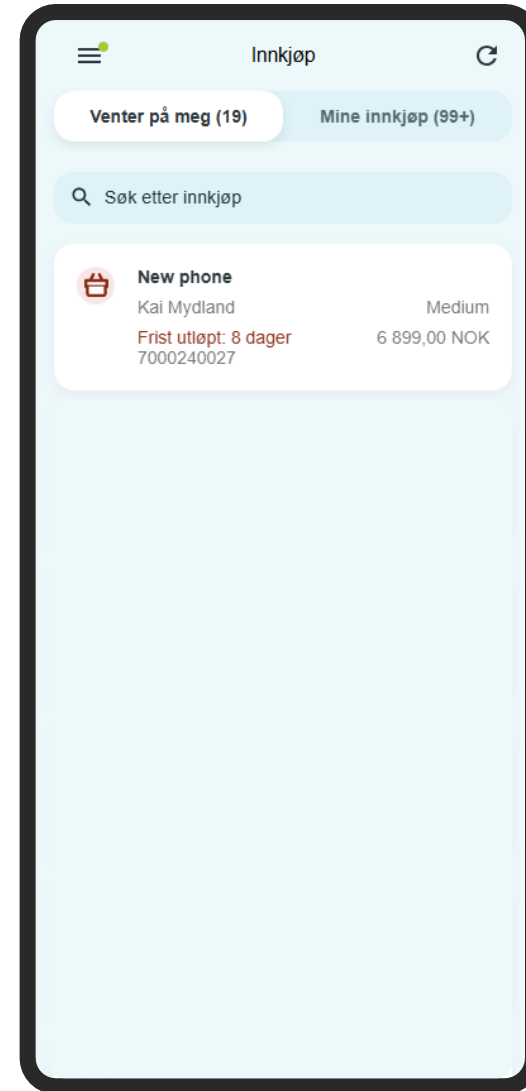 Innkjøp
Venter på meg (19) Mine innkjøp (99+)
Søk etter innkjøp
New phone
Kai Mydland Medium
Frist utløpt: 8 dager 6 899,00 NOK
7000240027